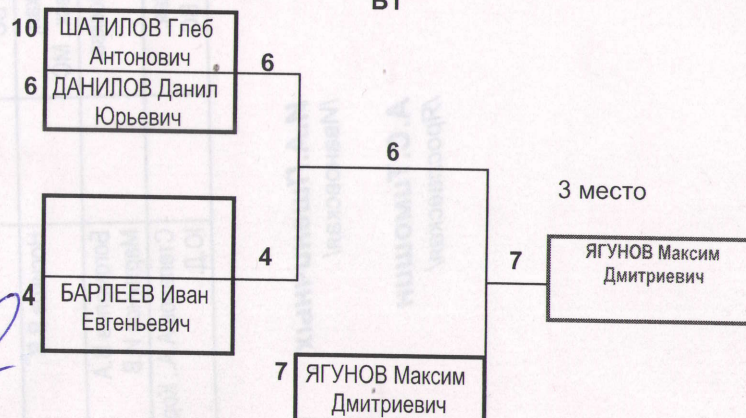 В1
10
ШАТИЛОВ Глеб
Антонович
6
6
ДАНИЛОВ Данил
Юрьевич
6
3 место
4
7
ЯГУНОВ Максим
Дмитриевич
4
БАРЛЕЕВ Иван
Евгеньевич
7
ЯГУНОВ Максим
Дмитриевич